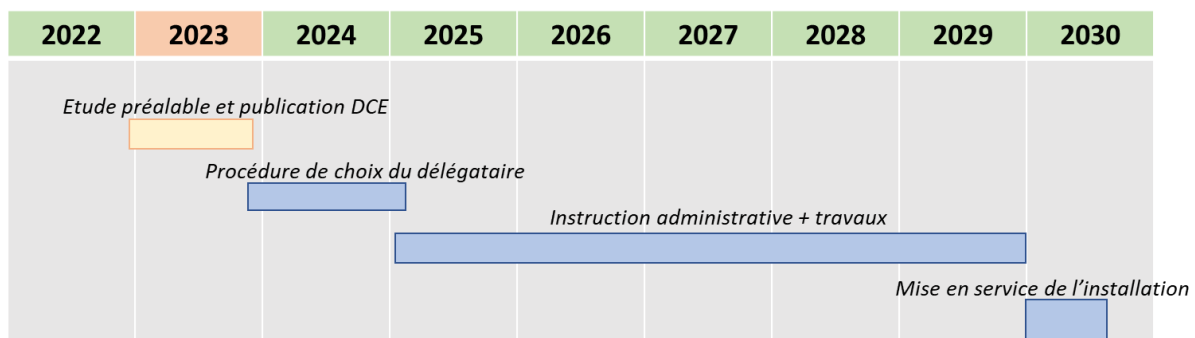 2022 2023 2024 2025 2026 2027 2028 2029 2030
Etude préalable et publication DCE
Procédure de choix du délégataire
Instruction administrative + travaux
Mise en service de l’installation